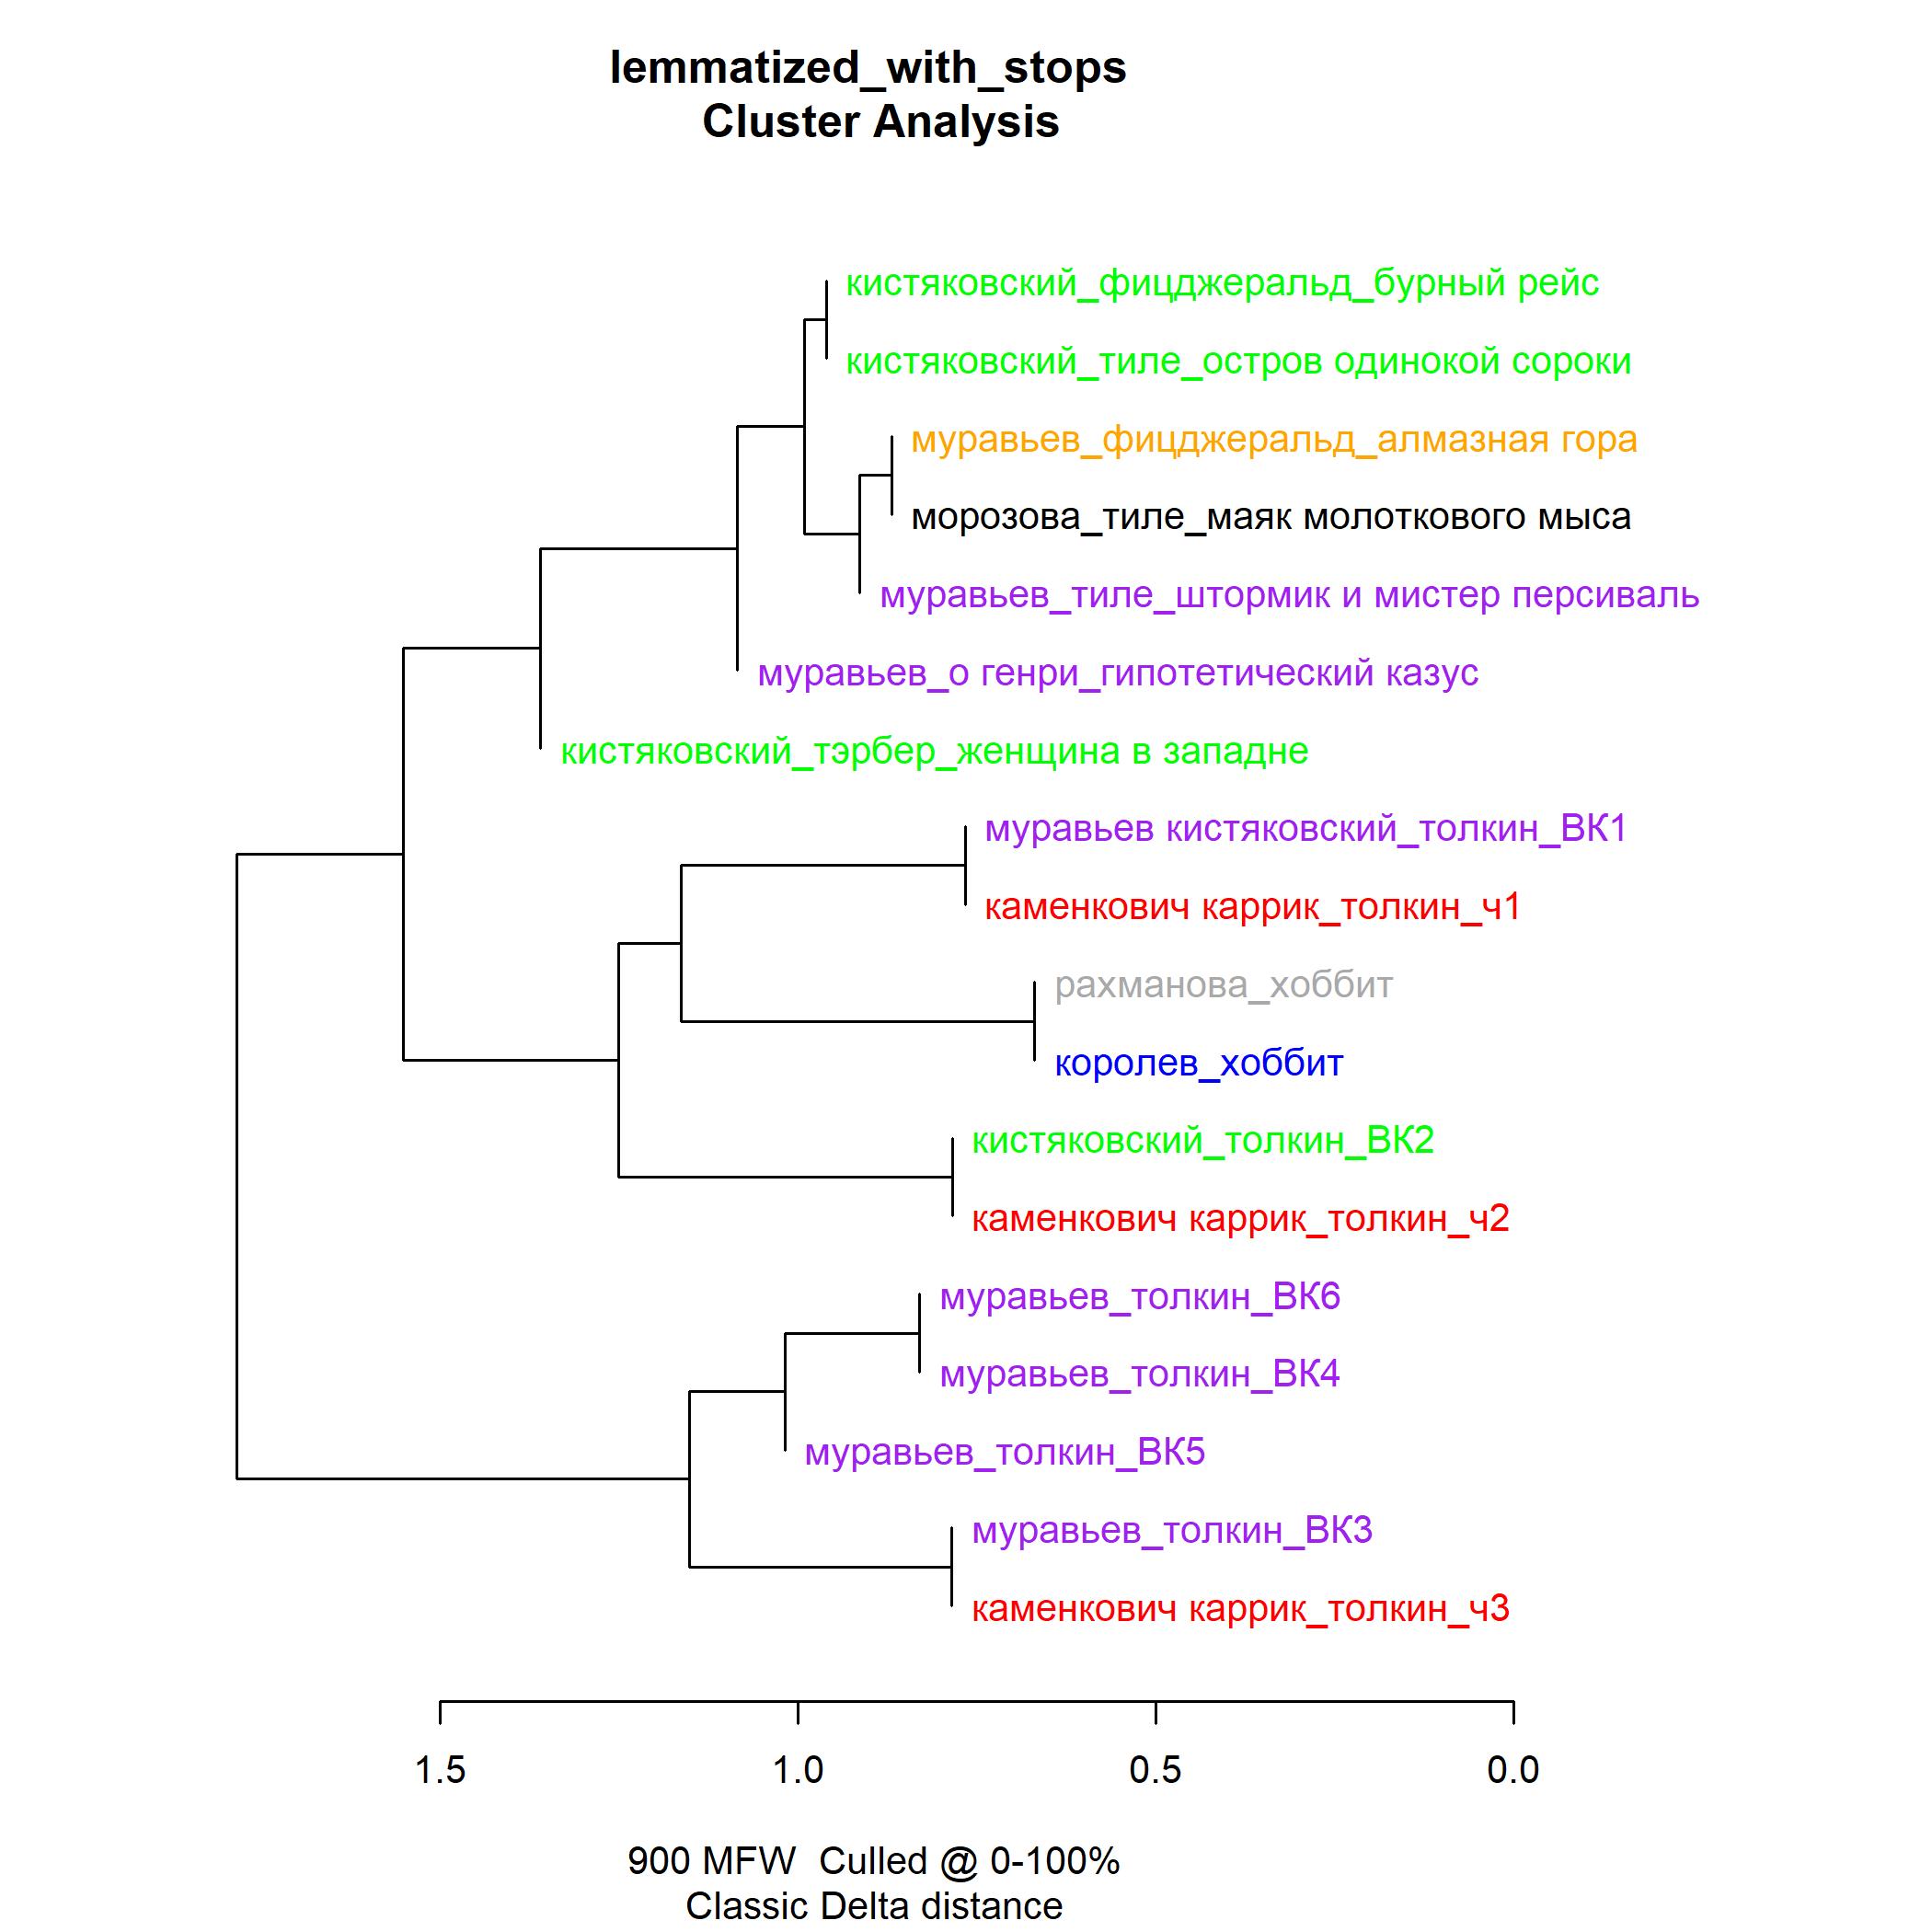 lemmatized_with_stops
Cluster Analysis
кистяковский_фицджеральд_бурный рейс
кистяковский_тиле_остров одинокой сороки
муравьев_фицджеральд_алмазная гора
морозова_тиле_маяк молоткового мыса
муравьев_тиле_штормик и мистер персиваль
муравьев_о генри_гипотетический казус
кистяковский_тэрбер_женщина в западне
муравьев кистяковский_толкин_ВК1
каменкович каррик_толкин_ч1
рахманова_хоббит
королев_хоббит
кистяковский_толкин_ВК2
каменкович каррик_толкин_ч2
муравьев_толкин_ВК6
муравьев_толкин_ВК4
муравьев_толкин_ВК5
муравьев_толкин_ВК3
каменкович каррик_толкин_ч3
1.5 1.0 0.5 0.0
900 MFW Culled @ 0-100%
Classic Delta distance